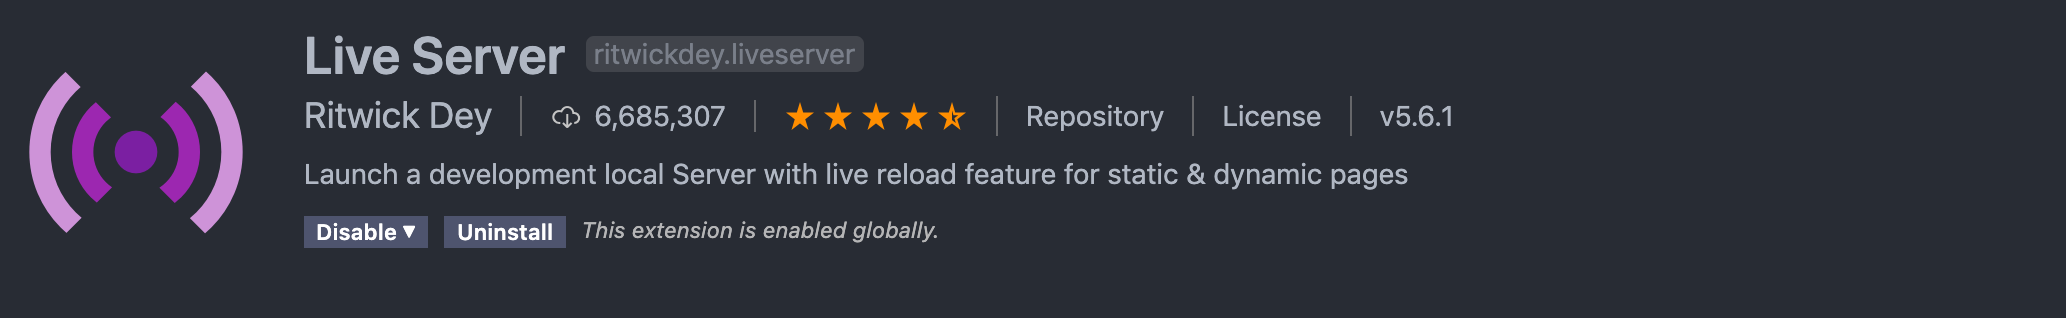 Live Server ritwickdey.liveserver
Ritwick Dey 6,685,307 Repository License v5.6.1
Launch a development local Server with live reload feature for static & dynamic pages
Disable Uninstall This extension is enabled globally.